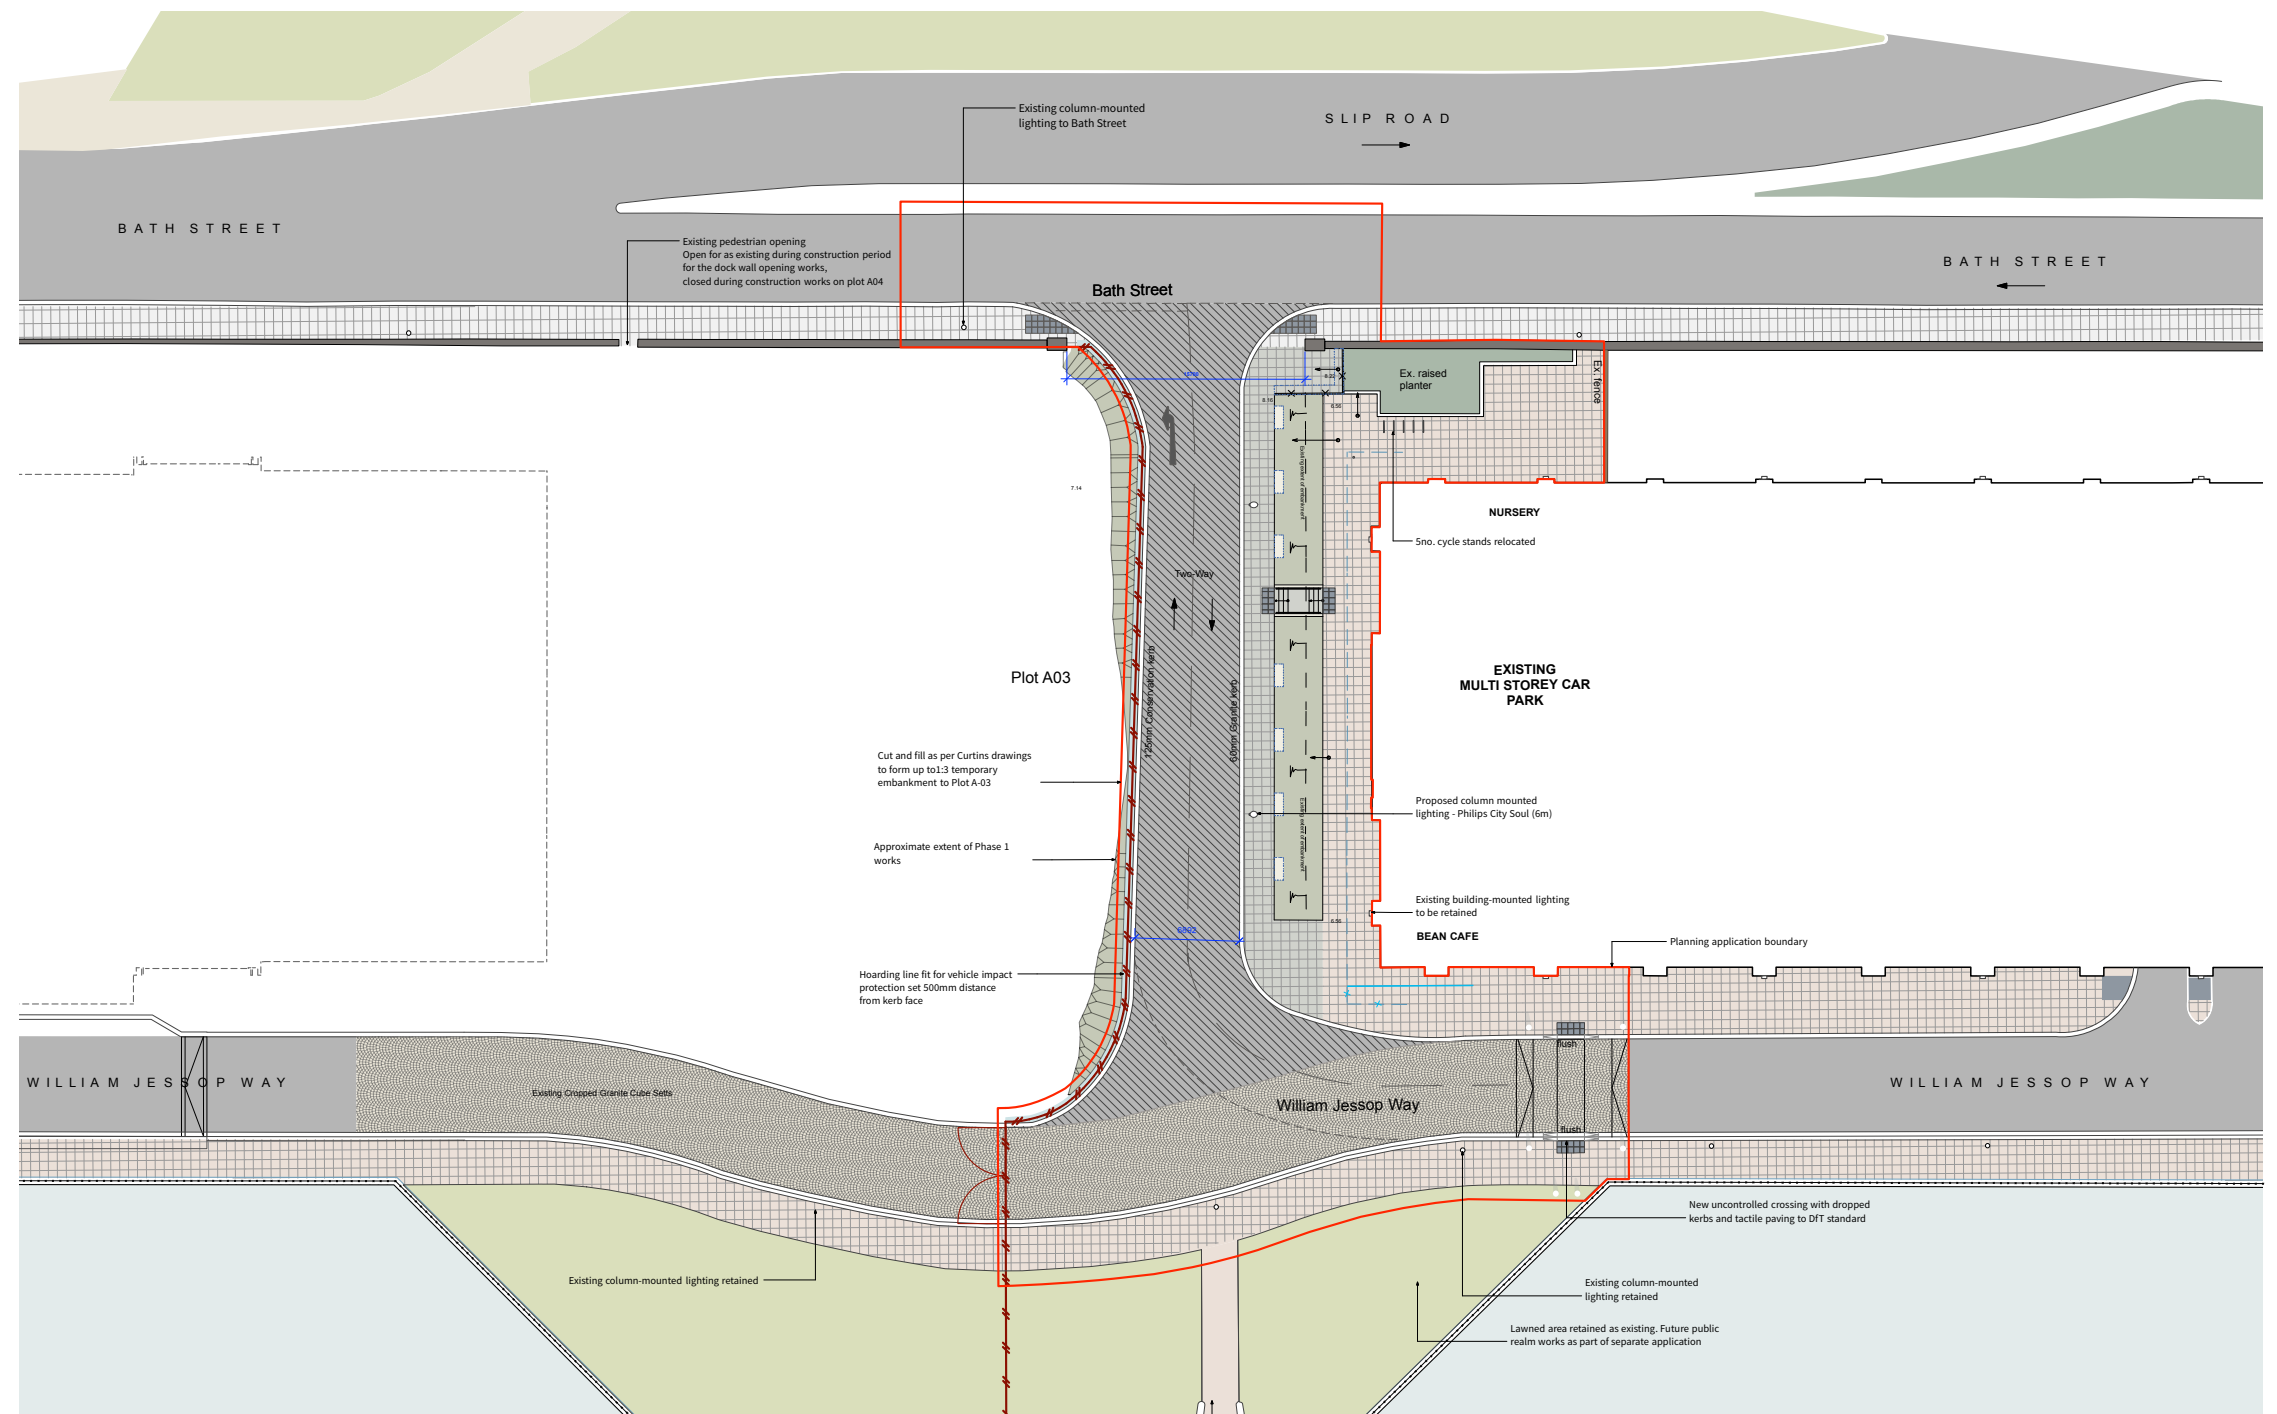 Existing column-mounted
lighting to Bath Street
SLIP ROAD
BATH STREET
Existing pedestrian opening
Open for as existing during construction period
for the dock wall opening works,
closed during construction works on plot A04
BATH STREET
Bath Street
Ex. raised
planter
Ex. fence
8.16
6.56
7.14
NURSERY
5no. cycle stands relocated
Two-Way
Plot A03
125mm Conservation kerb
60mm Granite kerb
EXISTING
MULTI STOREY CAR
PARK
Cut and fill as per Curtins drawings
to form up to1:3 temporary
embankment to Plot A-03
Proposed column mounted
lighting - Philips City Soul (6m)
Approximate extent of Phase 1
works
Existing building-mounted lighting
to be retained
6.56
BEAN CAFE
Planning application boundary
Hoarding line fit for vehicle impact
protection set 500mm distance
from kerb face
flush
WILLIAM JESSOP WAY
Existing Cropped Granite Cube Setts
William Jessop Way
WILLIAM JESSOP WAY
flush
New uncontrolled crossing with dropped
kerbs and tactile paving to DfT standard
Existing column-mounted lighting retained
Existing column-mounted
lighting retained
Lawned area retained as existing. Future public
realm works as part of separate application